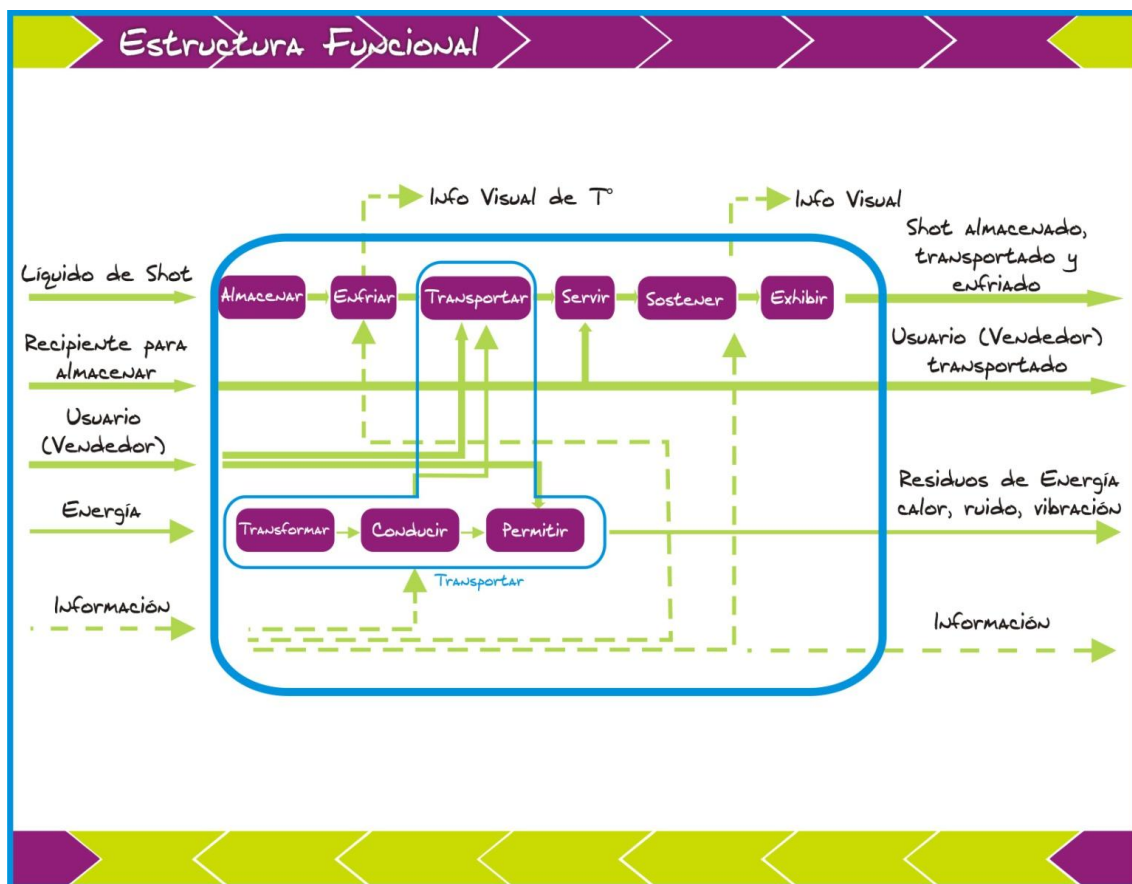 Estructura Funcional
Info Visual de T°
Info Visual
Líquido de Shot
Almacenar
Enfriar
Transportar
Servir
Sostener
Exhibir
Shot almacenado,
transportado y
enfriado
Recipiente para
almacenar
Usuario (Vendedor)
transportado
Usuario
(Vendedor)
Energía
Transformar
Conducir
Permitir
Residuos de Energía
calor, ruido, vibración
Transportar
Información
Información